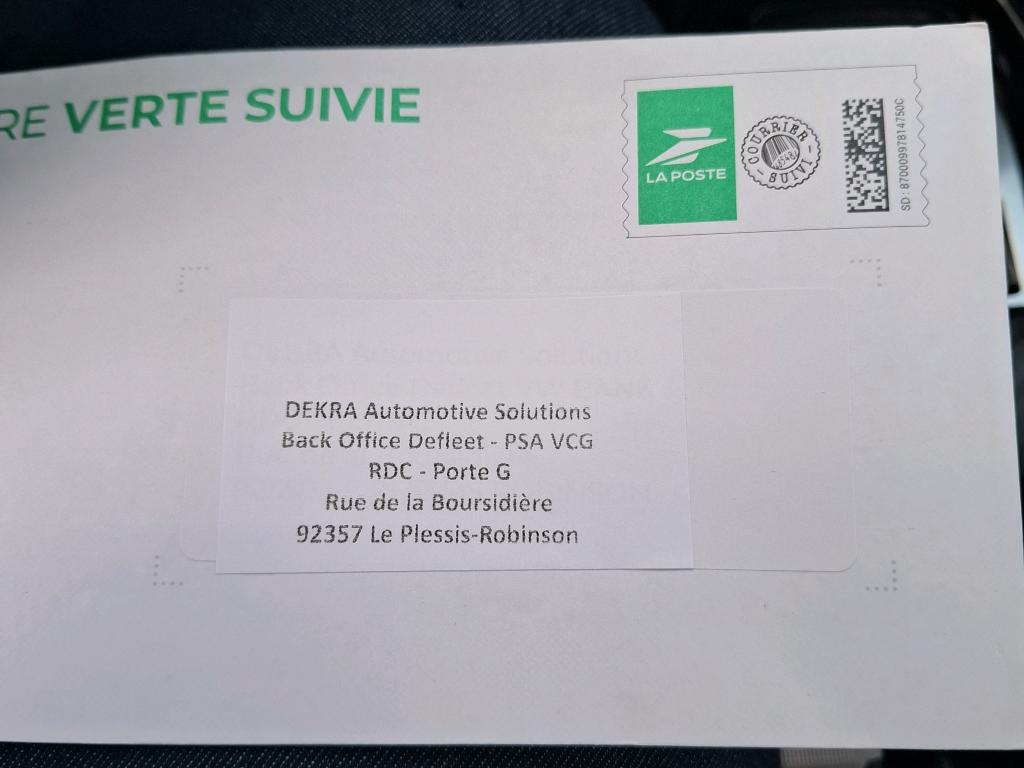 RE VERTE SUIVIE
LA POSTE
COURRIER
SUIVI
SD : 87000997814750C
DEKRA Automotive Solutions
Back Office Defleet - PSA VCG
RDC - Porte G
Rue de la Boursidière
92357 Le Plessis-Robinson